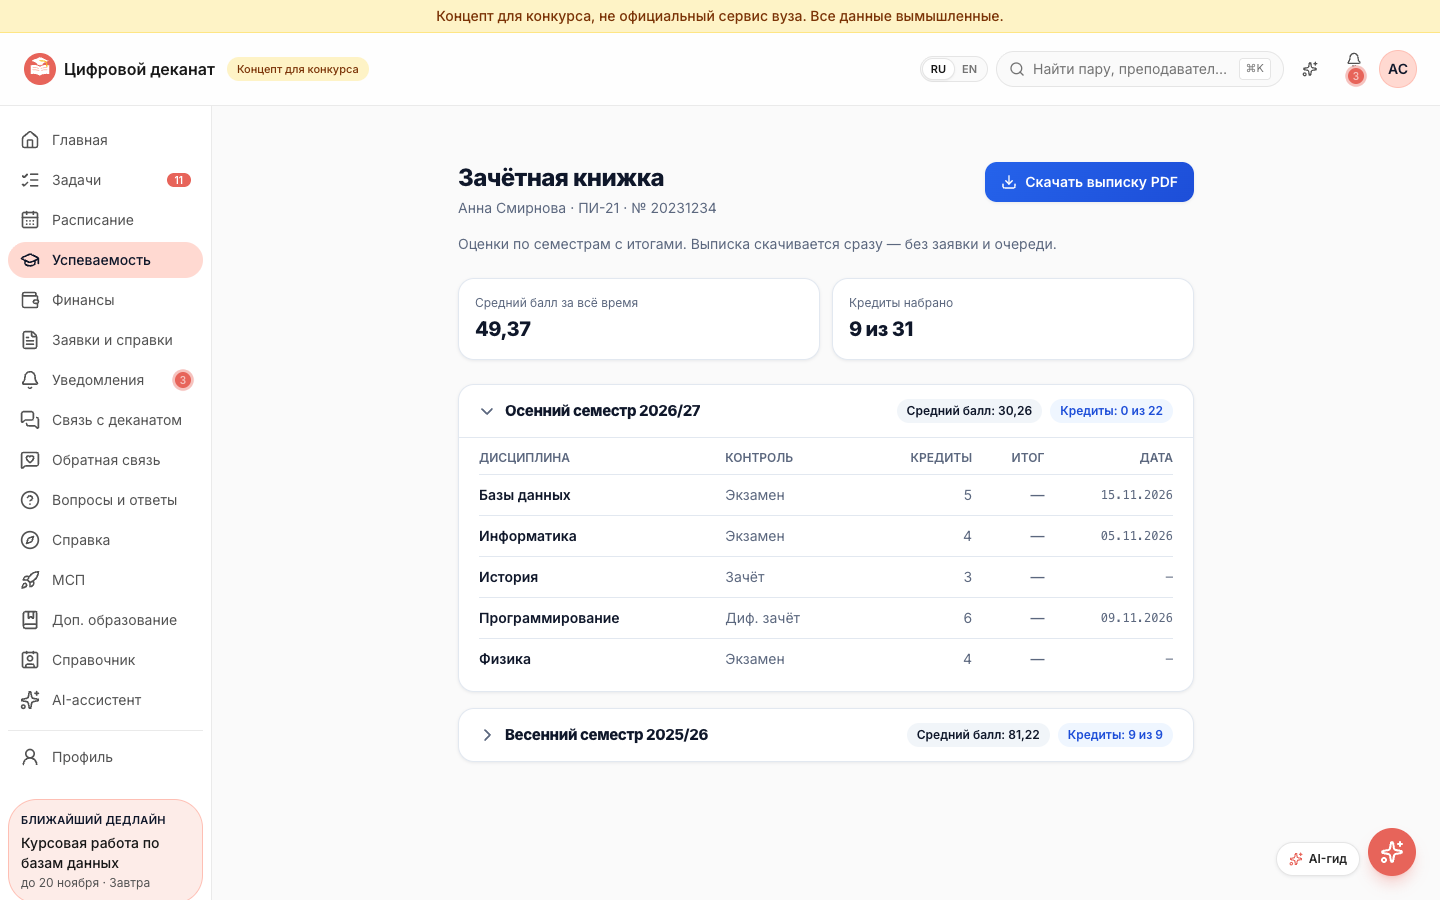 Концепт для конкурса, не официальный сервис вуза. Все данные вымышленные.
Цифровой деканат
Концепт для конкурса
RU EN
Найти пару, преподавател... ⌘K
3
АС
Главная
Задачи 11
Расписание
Успеваемость
Финансы
Заявки и справки
Уведомления 3
Связь с деканатом
Обратная связь
Вопросы и ответы
Справка
МСП
Доп. образование
Справочник
AI-ассистент
Профиль
БЛИЖАЙШИЙ ДЕДЛАЙН
Курсовая работа по
базам данных
до 20 ноября · Завтра
Зачётная книжка
Анна Смирнова · ПИ-21 · № 20231234
Скачать выписку PDF
Оценки по семестрам с итогами. Выписка скачивается сразу — без заявки и очереди.
Средний балл за всё время
49,37
Кредиты набрано
9 из 31
Осенний семестр 2026/27 Средний балл: 30,26 Кредиты: 0 из 22
ДИСЦИПЛИНА КОНТРОЛЬ КРЕДИТЫ ИТОГ ДАТА
Базы данных Экзамен 5 — 15.11.2026
Информатика Экзамен 4 — 05.11.2026
История Зачёт 3 — —
Программирование Диф. зачёт 6 — 09.11.2026
Физика Экзамен 4 — —
Весенний семестр 2025/26 Средний балл: 81,22 Кредиты: 9 из 9
AI-гид